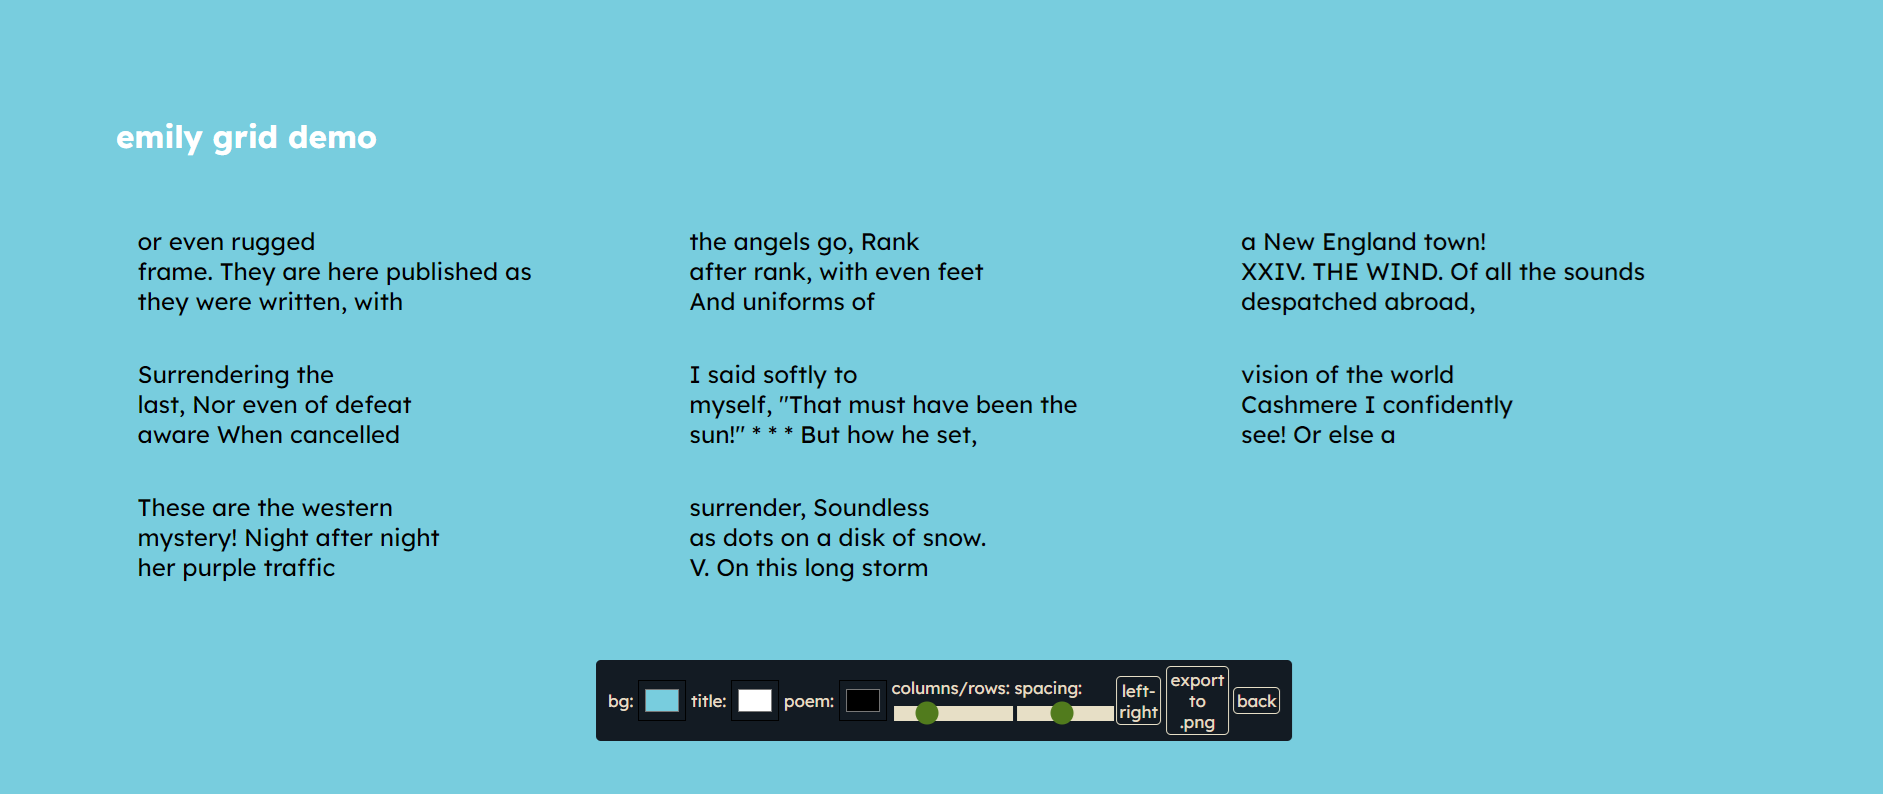 emily grid demo
or even rugged
frame. They are here published as
they were written, with
the angels go, Rank
after rank, with even feet
And uniforms of
a New England town!
XXIV. THE WIND. Of all the sounds
despatched abroad,
Surrendering the
last, Nor even of defeat
aware When cancelled
I said softly to
myself, "That must have been the
sun!" * * * But how he set,
vision of the world
Cashmere I confidently
see! Or else a
These are the western
mystery! Night after night
her purple traffic
surrender, Soundless
as dots on a disk of snow.
V. On this long storm
bg:
title:
poem:
columns/rows:
spacing:
left-
right
export
to
.png
back